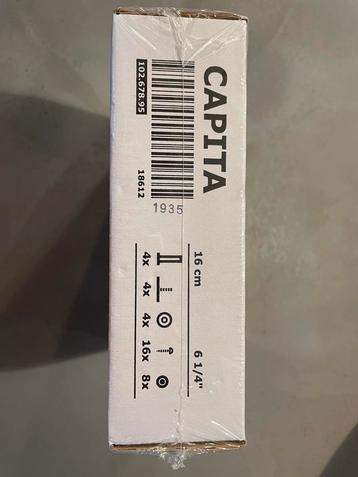 CAPITA
102.678.95
18612
1935
16 cm 6 1/4"
4x 4x 4x 16x 8x